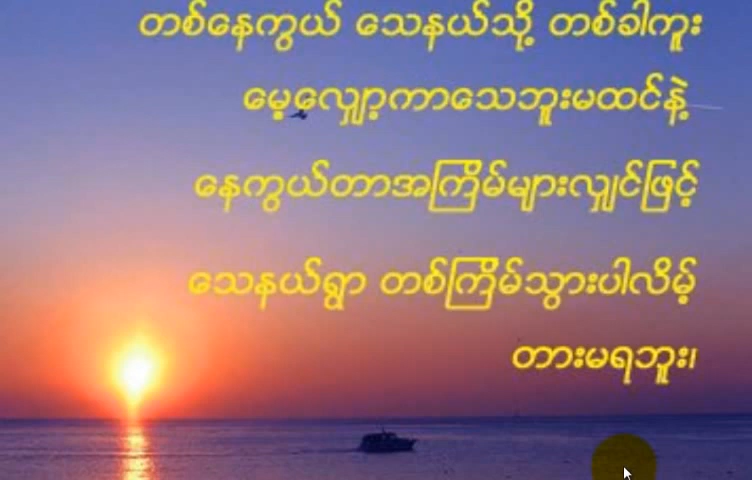 တစ်နေကွယ် သေနယ်သို့ တစ်ခါကူး
မေ့လျှော့ကာသေဘူးမထင်နဲ့
နေကွယ်တာအကြိမ်များလျှင်ဖြင့်
သေနယ်ရွာ တစ်ကြိမ်သွားပါလိမ့်
တားမရဘူး၊